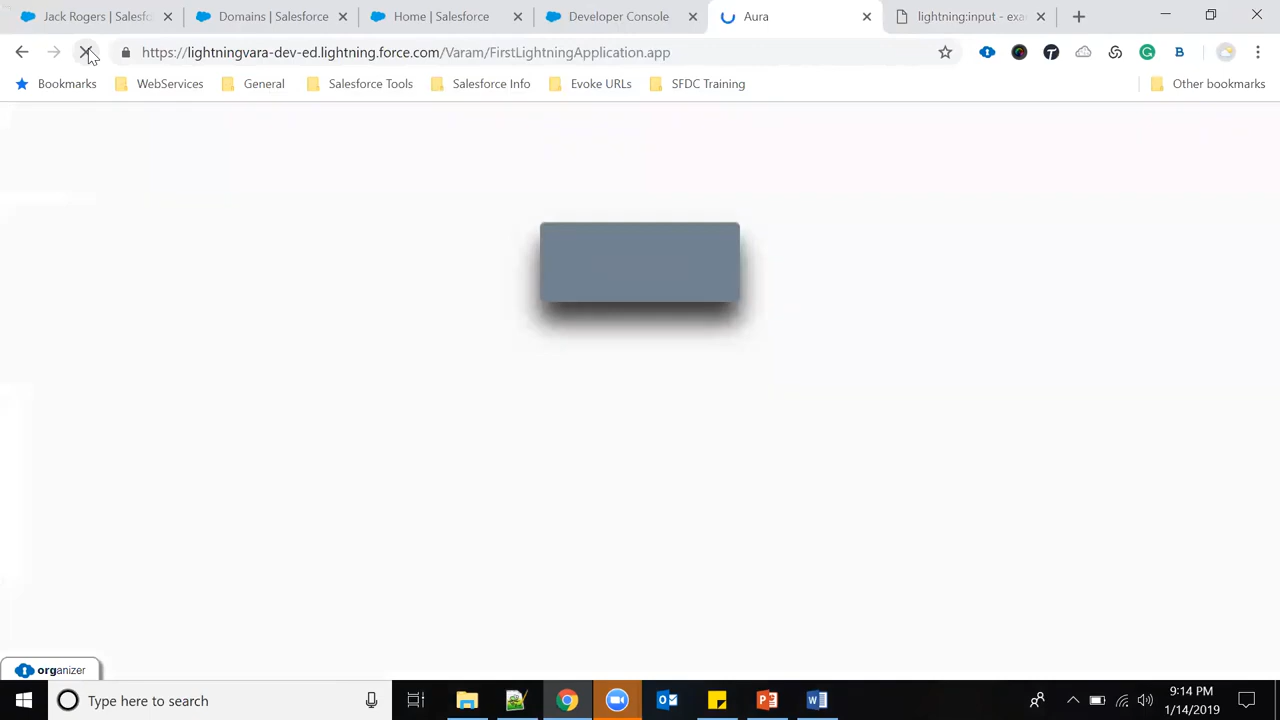 Jack Rogers | Salesfo
Domains | Salesforce
Home | Salesforce
Developer Console
Aura
lightning:input - exa
https://lightningvara-dev-ed.lightning.force.com/Varam/FirstLightningApplication.app
Bookmarks
WebServices
General
Salesforce Tools
Salesforce Info
Evoke URLs
SFDC Training
Other bookmarks
organizer
Type here to search
9:14 PM
1/14/2019